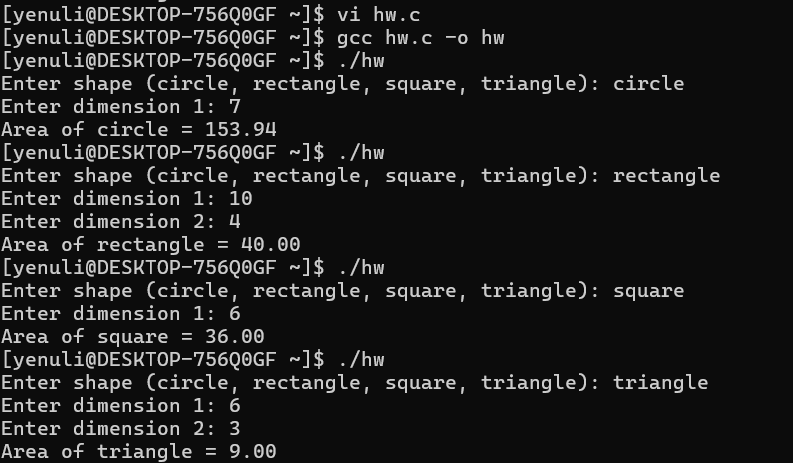 [yenuli@DESKTOP-756Q0GF ~]$ vi hw.c
[yenuli@DESKTOP-756Q0GF ~]$ gcc hw.c -o hw
[yenuli@DESKTOP-756Q0GF ~]$ ./hw
Enter shape (circle, rectangle, square, triangle): circle
Enter dimension 1: 7
Area of circle = 153.94
[yenuli@DESKTOP-756Q0GF ~]$ ./hw
Enter shape (circle, rectangle, square, triangle): rectangle
Enter dimension 1: 10
Enter dimension 2: 4
Area of rectangle = 40.00
[yenuli@DESKTOP-756Q0GF ~]$ ./hw
Enter shape (circle, rectangle, square, triangle): square
Enter dimension 1: 6
Area of square = 36.00
[yenuli@DESKTOP-756Q0GF ~]$ ./hw
Enter shape (circle, rectangle, square, triangle): triangle
Enter dimension 1: 6
Enter dimension 2: 3
Area of triangle = 9.00